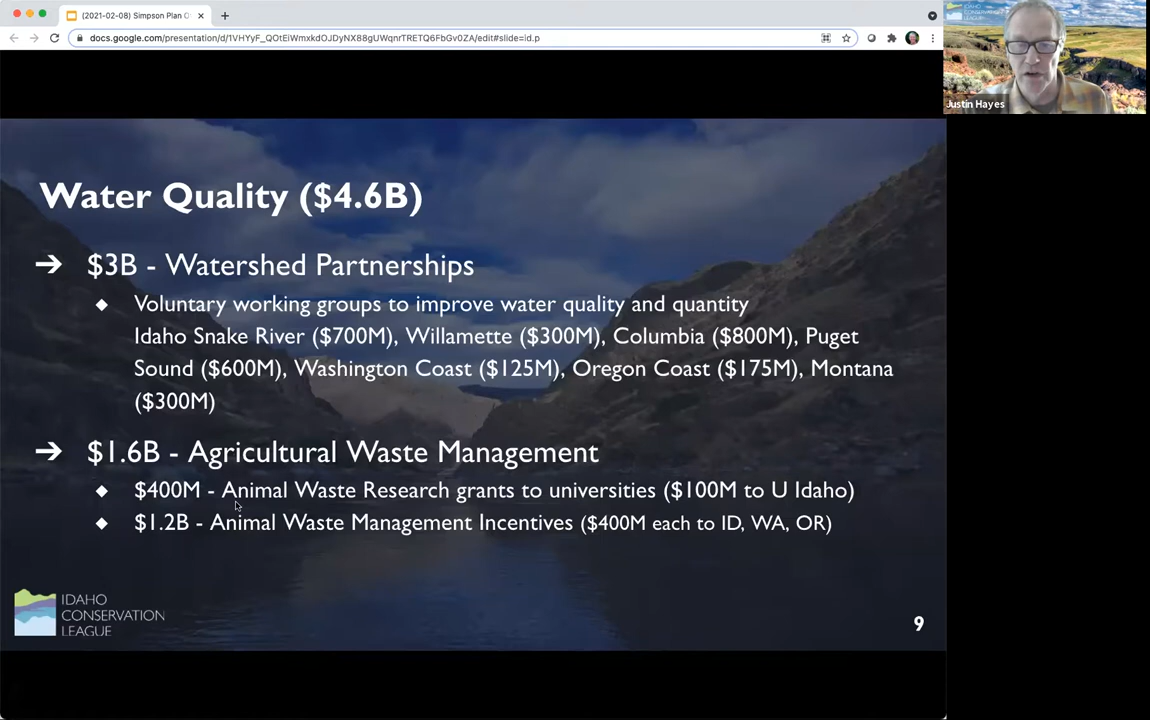 (2021-02-08) Simpson Plan O
docs.google.com/presentation/d/1VHYyF_QOtEiWmxkdOJDyNX88gUWqnrTRETQ6FbGv0ZA/edit#slide=id.p
IDAHO
CONSERVATION
LEAGUE
Justin Hayes
Water Quality ($4.6B)
➔ $3B - Watershed Partnerships
◆ Voluntary working groups to improve water quality and quantity
Idaho Snake River ($700M), Willamette ($300M), Columbia ($800M), Puget
Sound ($600M), Washington Coast ($125M), Oregon Coast ($175M), Montana
($300M)
➔ $1.6B - Agricultural Waste Management
◆ $400M - Animal Waste Research grants to universities ($100M to U Idaho)
◆ $1.2B - Animal Waste Management Incentives ($400M each to ID, WA, OR)
IDAHO
CONSERVATION
LEAGUE
9